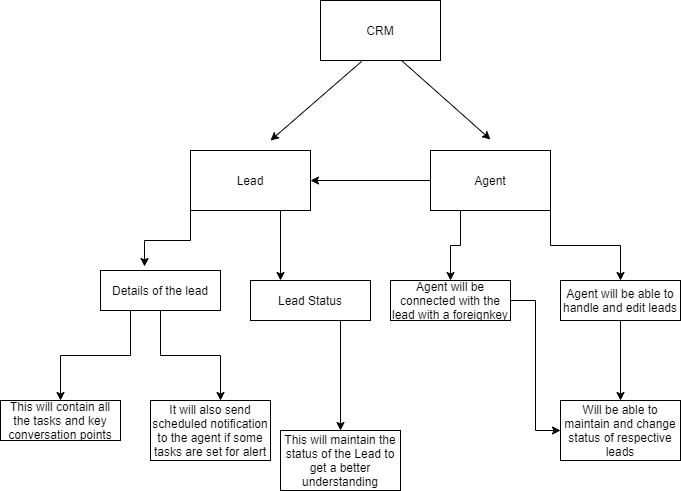 CRM
Lead
Agent
Details of the lead
Lead Status
Agent will be
connected with the
lead with a foreignkey
Agent will be able to
handle and edit leads
This will contain all
the tasks and key
conversation points
It will also send
scheduled notification
to the agent if some
tasks are set for alert
This will maintain the
status of the Lead to
get a better
understanding
Will be able to
maintain and change
status of respective
leads